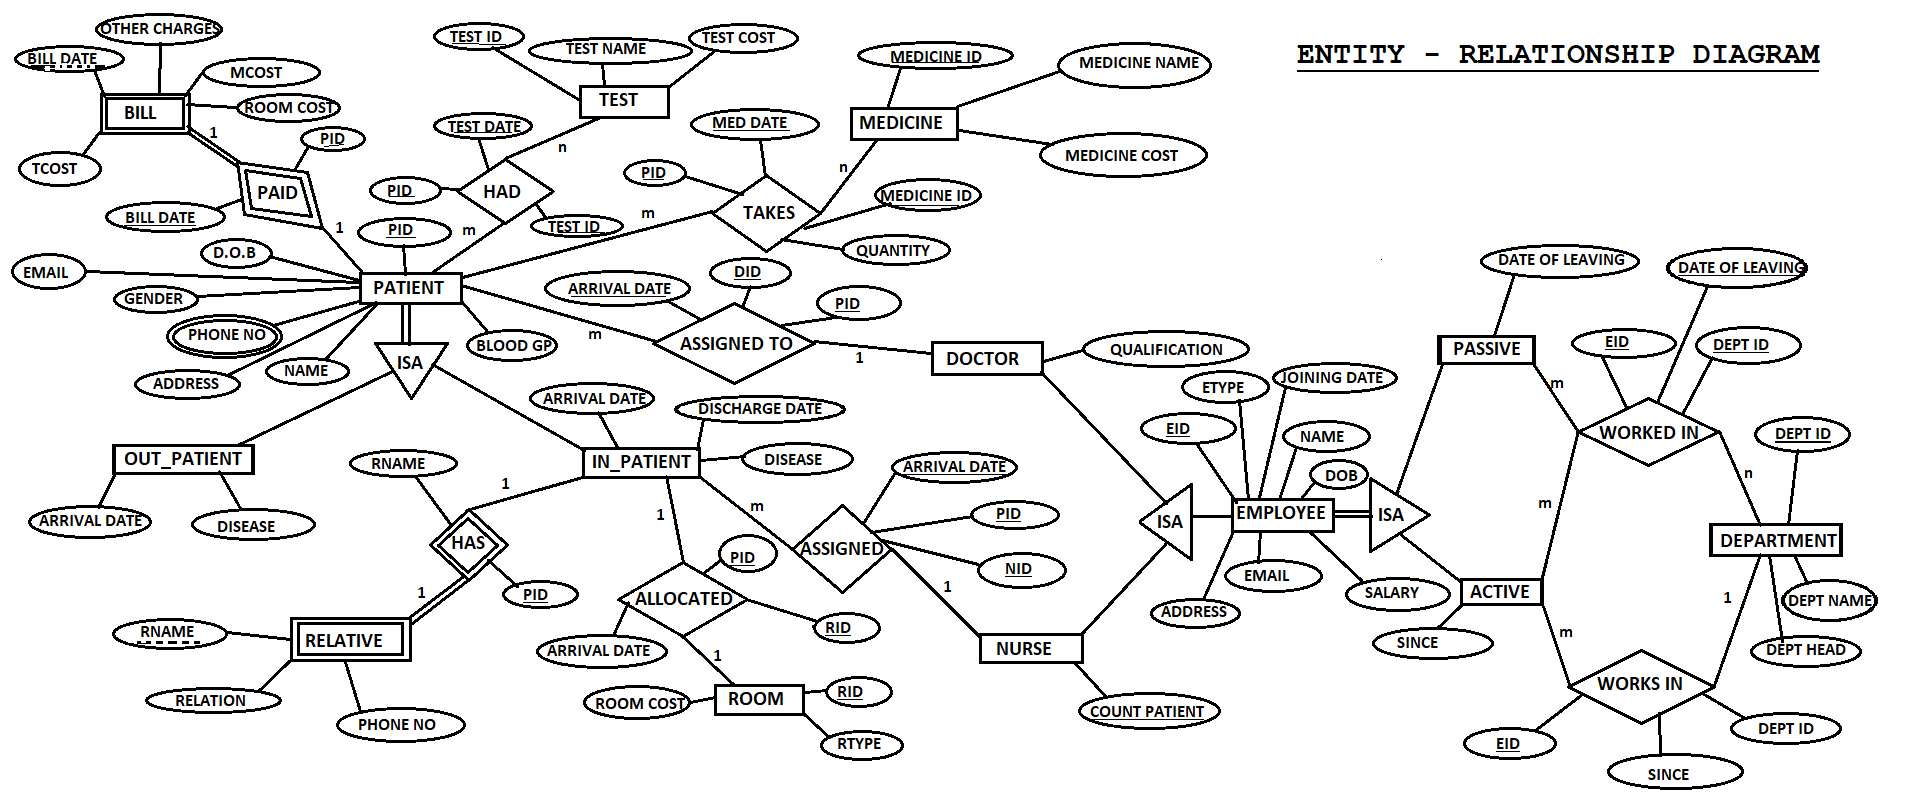 ENTITY - RELATIONSHIP DIAGRAM
OTHER CHARGES
BILL DATE
MCOST
ROOM COST
BILL
TCOST
1
PID
PAID
BILL DATE
1
TEST ID
TEST NAME
TEST COST
TEST
TEST DATE
n
PID
HAD
TEST ID
m
MEDICINE ID
MEDICINE NAME
MEDICINE
MEDICINE COST
MED DATE
n
PID
TAKES
MEDICINE ID
QUANTITY
m
PID
D.O.B
EMAIL
GENDER
PATIENT
PHONE NO
ADDRESS
NAME
BLOOD GP
ISA
ARRIVAL DATE
DID
PID
m
ASSIGNED TO
1
DOCTOR
QUALIFICATION
OUT_PATIENT
ARRIVAL DATE
DISEASE
ARRIVAL DATE
DISCHARGE DATE
IN_PATIENT
DISEASE
RNAME
1
HAS
PID
1
RELATIVE
RNAME
RELATION
PHONE NO
1
PID
ALLOCATED
RID
ARRIVAL DATE
1
ROOM COST
ROOM
RID
RTYPE
m
ARRIVAL DATE
PID
ASSIGNED
NID
1
NURSE
COUNT PATIENT
ISA
ETYPE
JOINING DATE
EID
NAME
DOB
EMPLOYEE
EMAIL
ADDRESS
SALARY
ISA
DATE OF LEAVING
PASSIVE
DATE OF LEAVING
EID
DEPT ID
m
WORKED IN
n
DEPT ID
DEPARTMENT
DEPT NAME
DEPT HEAD
m
ACTIVE
SINCE
m
1
WORKS IN
EID
SINCE
DEPT ID